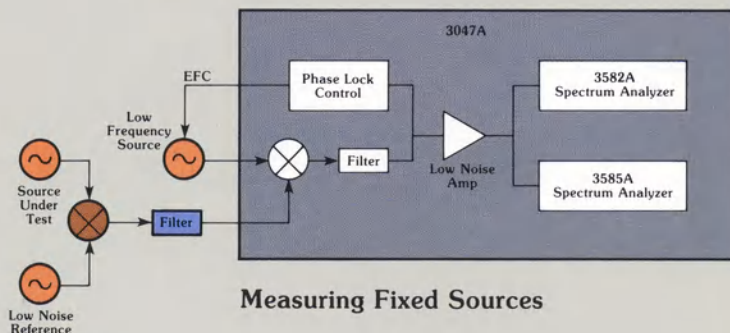 3047A
EFC
Phase Lock
Control
3582A
Spectrum Analyzer
Low
Frequency
Source
Filter
Low Noise
Amp
3585A
Spectrum Analyzer
Source
Under
Test
Filter
Low Noise
Reference
Measuring Fixed Sources